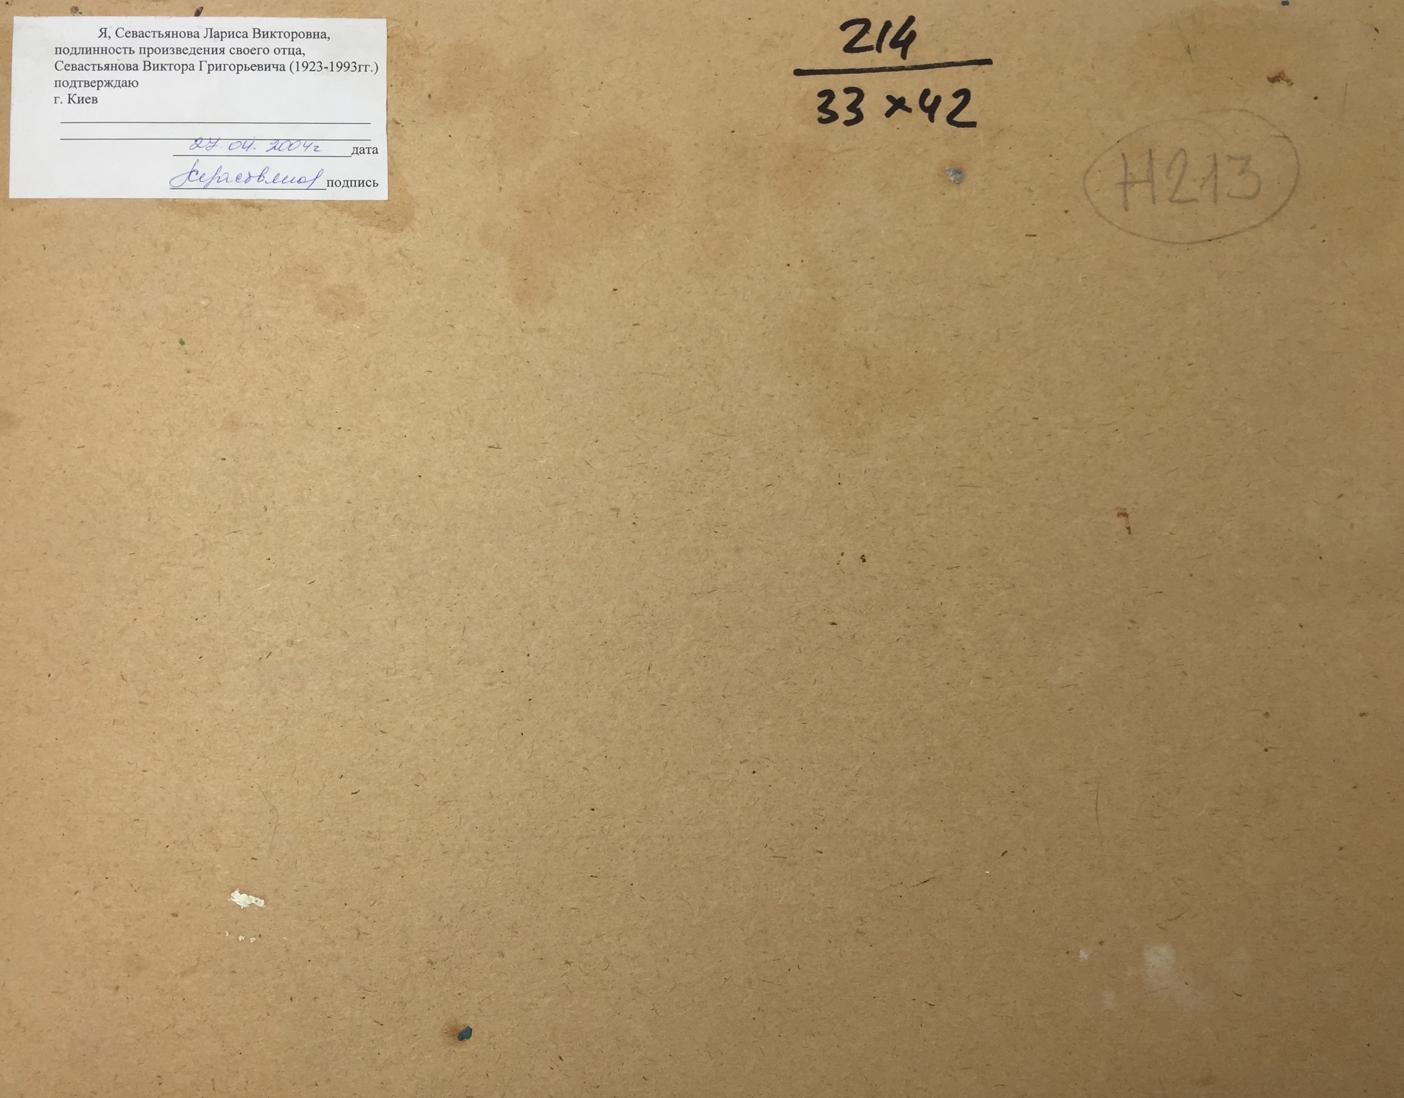 Я, Севастьянова Лариса Викторовна,
подлинность произведения своего отца,
Севастьянова Виктора Григорьевича (1923-1993гг.)
подтверждаю
г. Киев
27.04.2004г дата
подпись
214
33 x 42
Н213